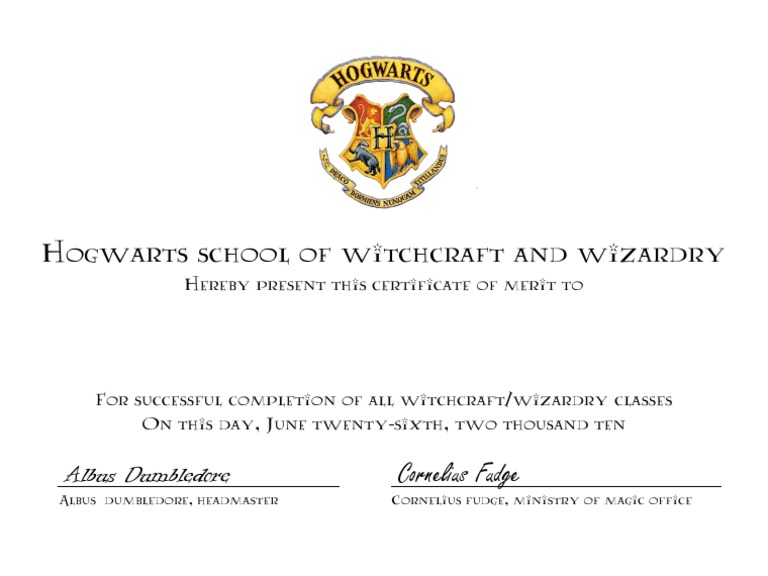 HOGWARTS
H
DRACO DORMIENS NUNQUAM TITILLANDUS
Hogwarts school of witchcraft and wizardry
Hereby present this certificate of merit to
For successful completion of all witchcraft/wizardry classes
On this day, June twenty-sixth, two thousand ten
Albus Dumbledore
Cornelius Fudge
Albus dumbledore, headmaster
Cornelius fudge, ministry of magic office